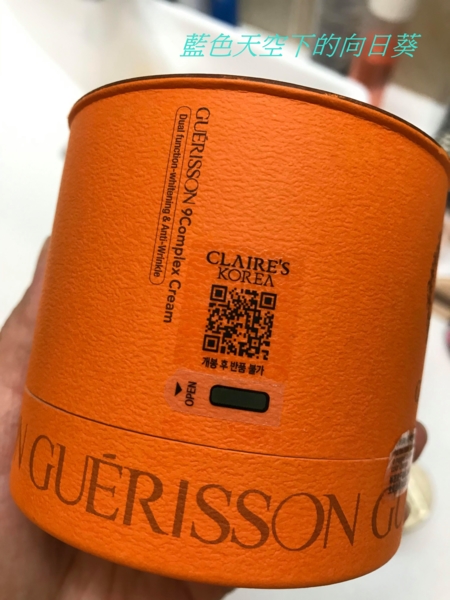 藍色天空下的向日葵
GUÉRISSON 9Complex Cream
Dual function-whitening & Anti-Wrinkle
CLAIRE'S
KOREA
개봉 후 반품 불가
OPEN
GUÉRISSON